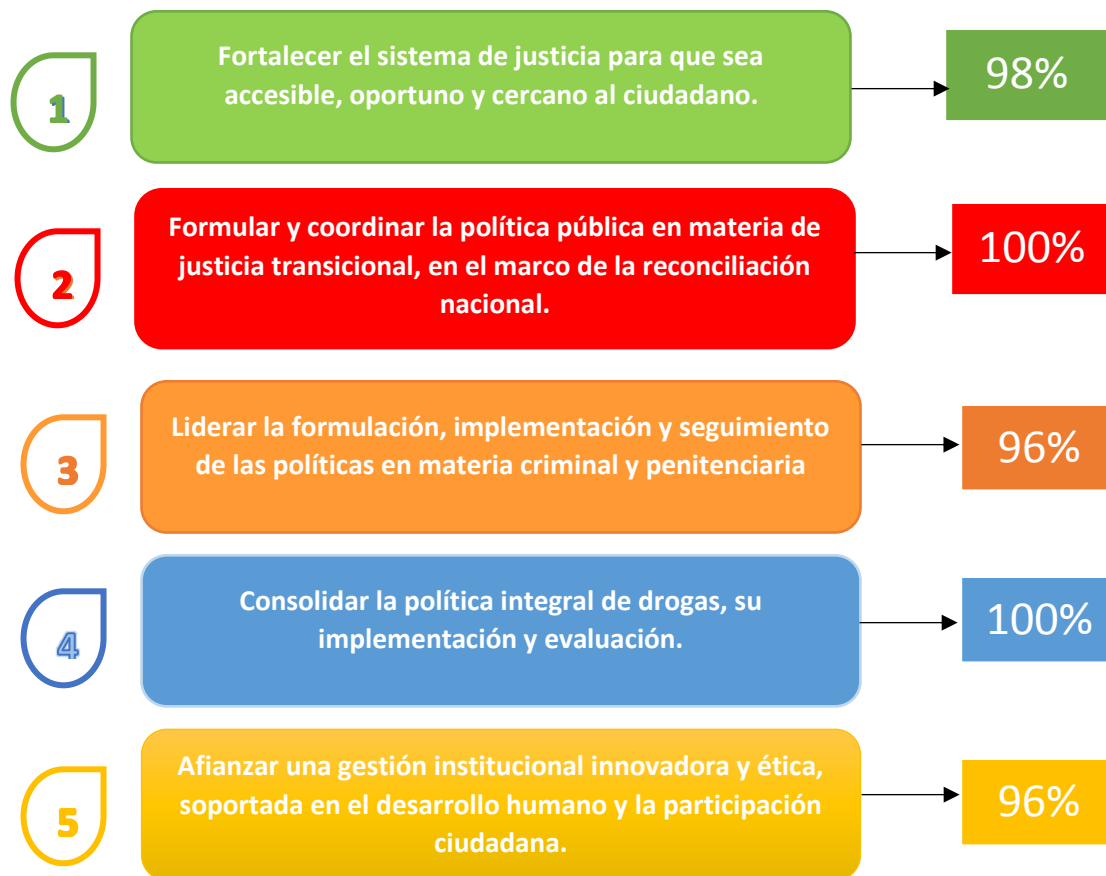 1
Fortalecer el sistema de justicia para que sea
accesible, oportuno y cercano al ciudadano.
98%
2
Formular y coordinar la política pública en materia de
justicia transicional, en el marco de la reconciliación
nacional.
100%
3
Liderar la formulación, implementación y seguimiento
de las políticas en materia criminal y penitenciaria
96%
4
Consolidar la política integral de drogas, su
implementación y evaluación.
100%
5
Afianzar una gestión institucional innovadora y ética,
soportada en el desarrollo humano y la participación
ciudadana.
96%